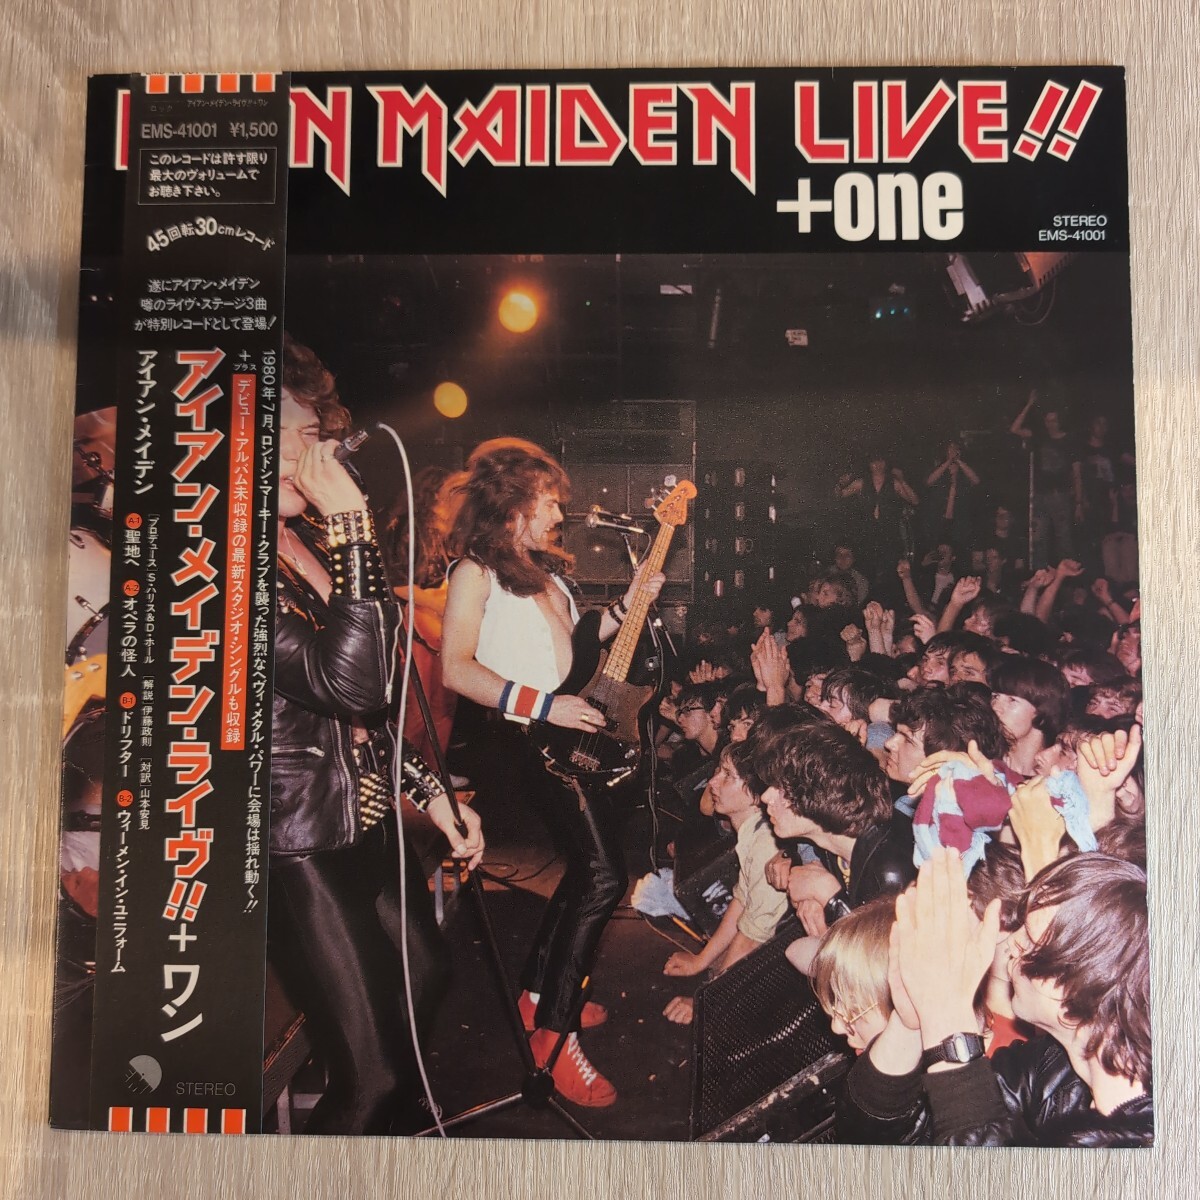 ロック アイアン・メイデン・ライヴ!!+ワン
EMS-41001 ¥1,500
このレコードは許す限り
最大のヴォリュームで
お聴き下さい。
45回転30cmレコード
遂にアイアン・メイデン
噂のライヴ・ステージ3曲
が特別レコードとして登場!
1980年7月、ロンドン・マーキー・クラブを襲った強烈なヘヴィ・メタル・パワーに会場は揺れ動く!!
+
プラス
デビュー・アルバム未収録の最新スタジオ・シングルも収録
アイアン・メイデン・ライヴ!!+ワン
アイアン・メイデン
[プロデュース]S・ハリス&D・ホール [解説]伊藤政則 [対訳]山本安見
A-1 聖地へ A-2 オペラの怪人 B-1 ドリフター B-2 ウィーメン・イン・ユニフォーム
STEREO
N MAIDEN LIVE!!
+one
STEREO
EMS-41001